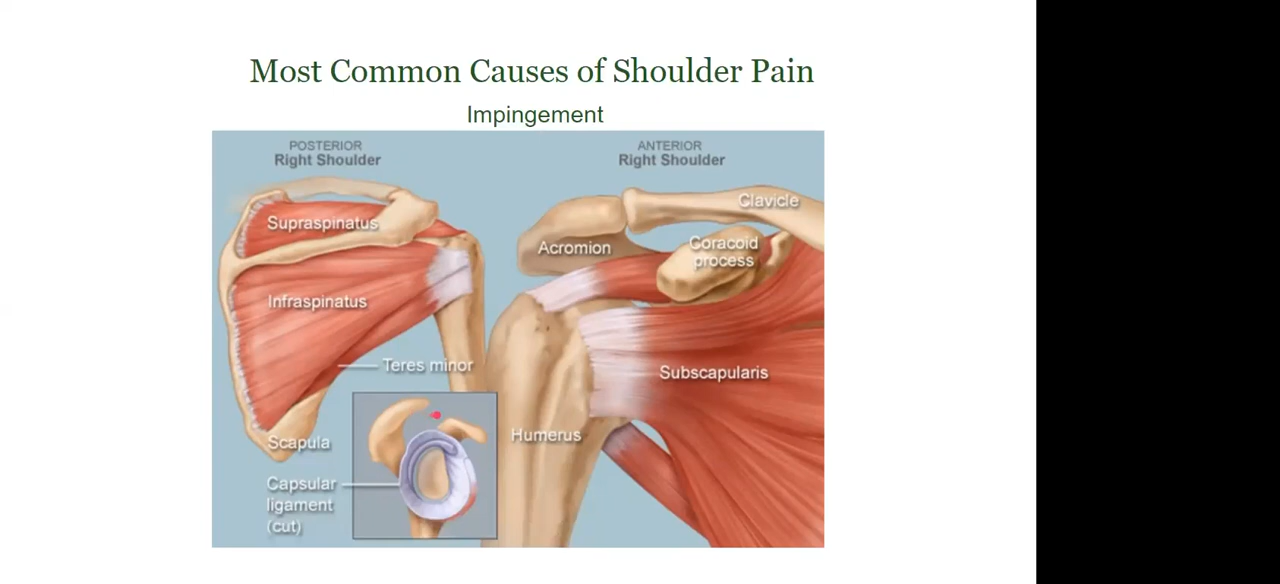 Most Common Causes of Shoulder Pain
Impingement
POSTERIOR
Right Shoulder
ANTERIOR
Right Shoulder
Supraspinatus
Infraspinatus
Teres minor
Scapula
Capsular
ligament
(cut)
Clavicle
Acromion
Coracoid
process
Subscapularis
Humerus